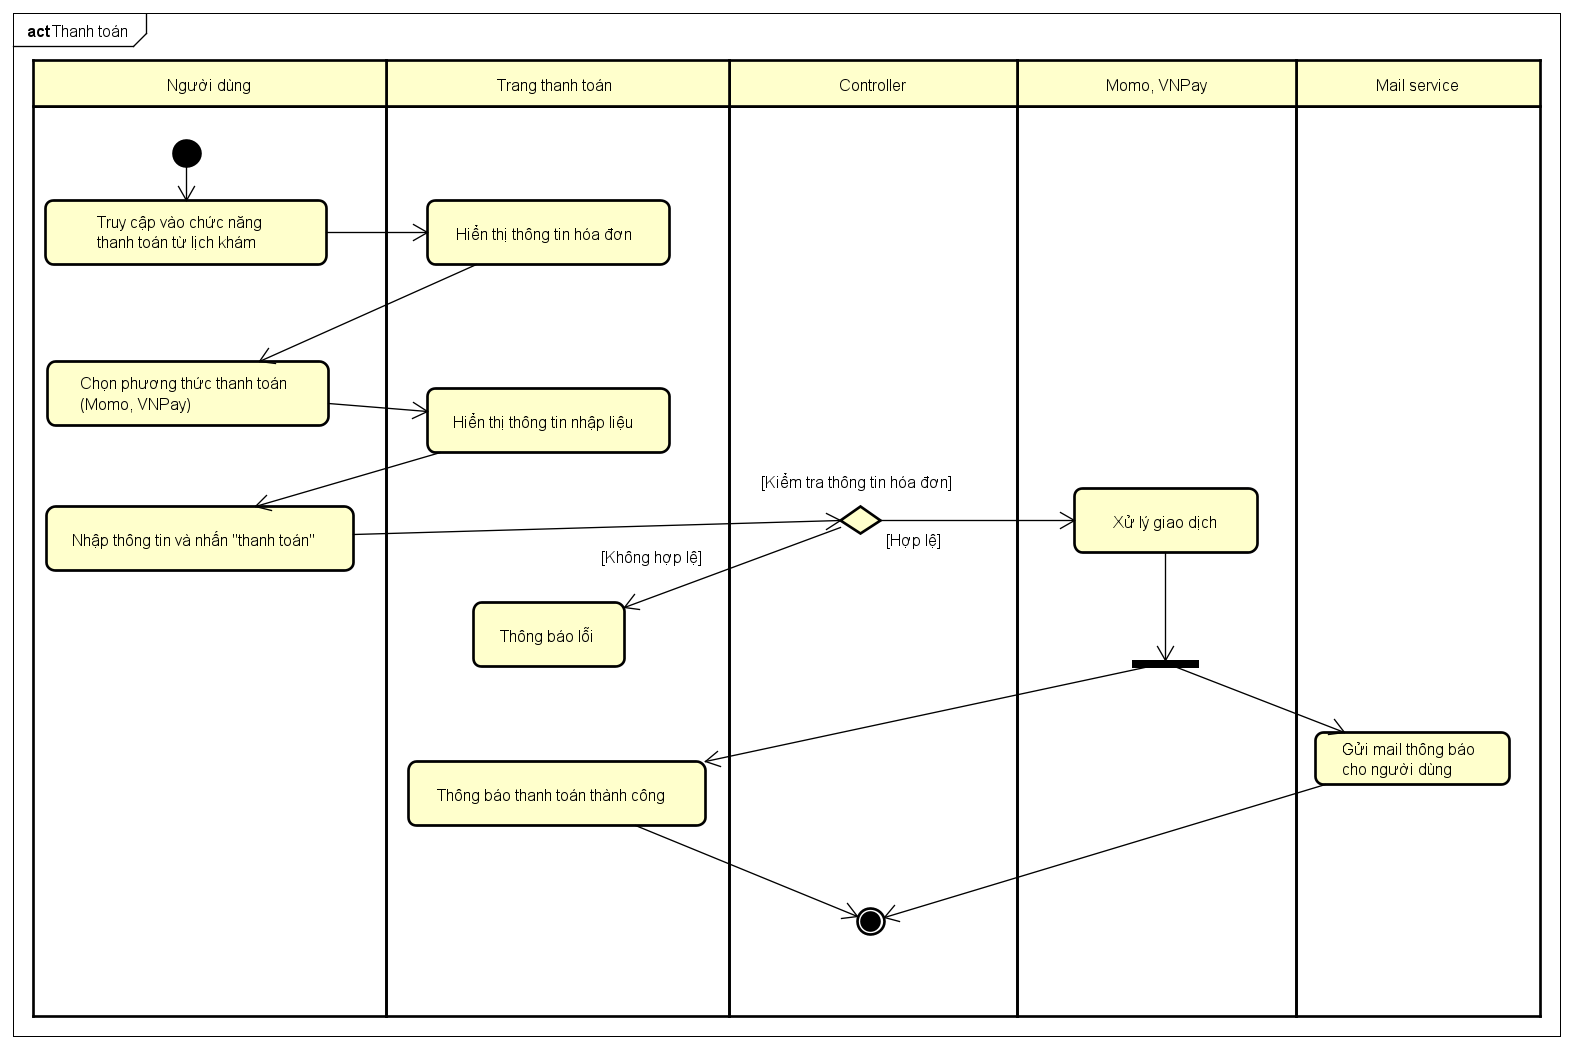 act Thanh toán
Người dùng
Trang thanh toán
Controller
Momo, VNPay
Mail service
Truy cập vào chức năng
thanh toán từ lịch khám
Hiển thị thông tin hóa đơn
Chọn phương thức thanh toán
(Momo, VNPay)
Hiển thị thông tin nhập liệu
[Kiểm tra thông tin hóa đơn]
Nhập thông tin và nhấn "thanh toán"
[Hợp lệ]
Xử lý giao dịch
[Không hợp lệ]
Thông báo lỗi
Thông báo thanh toán thành công
Gửi mail thông báo
cho người dùng